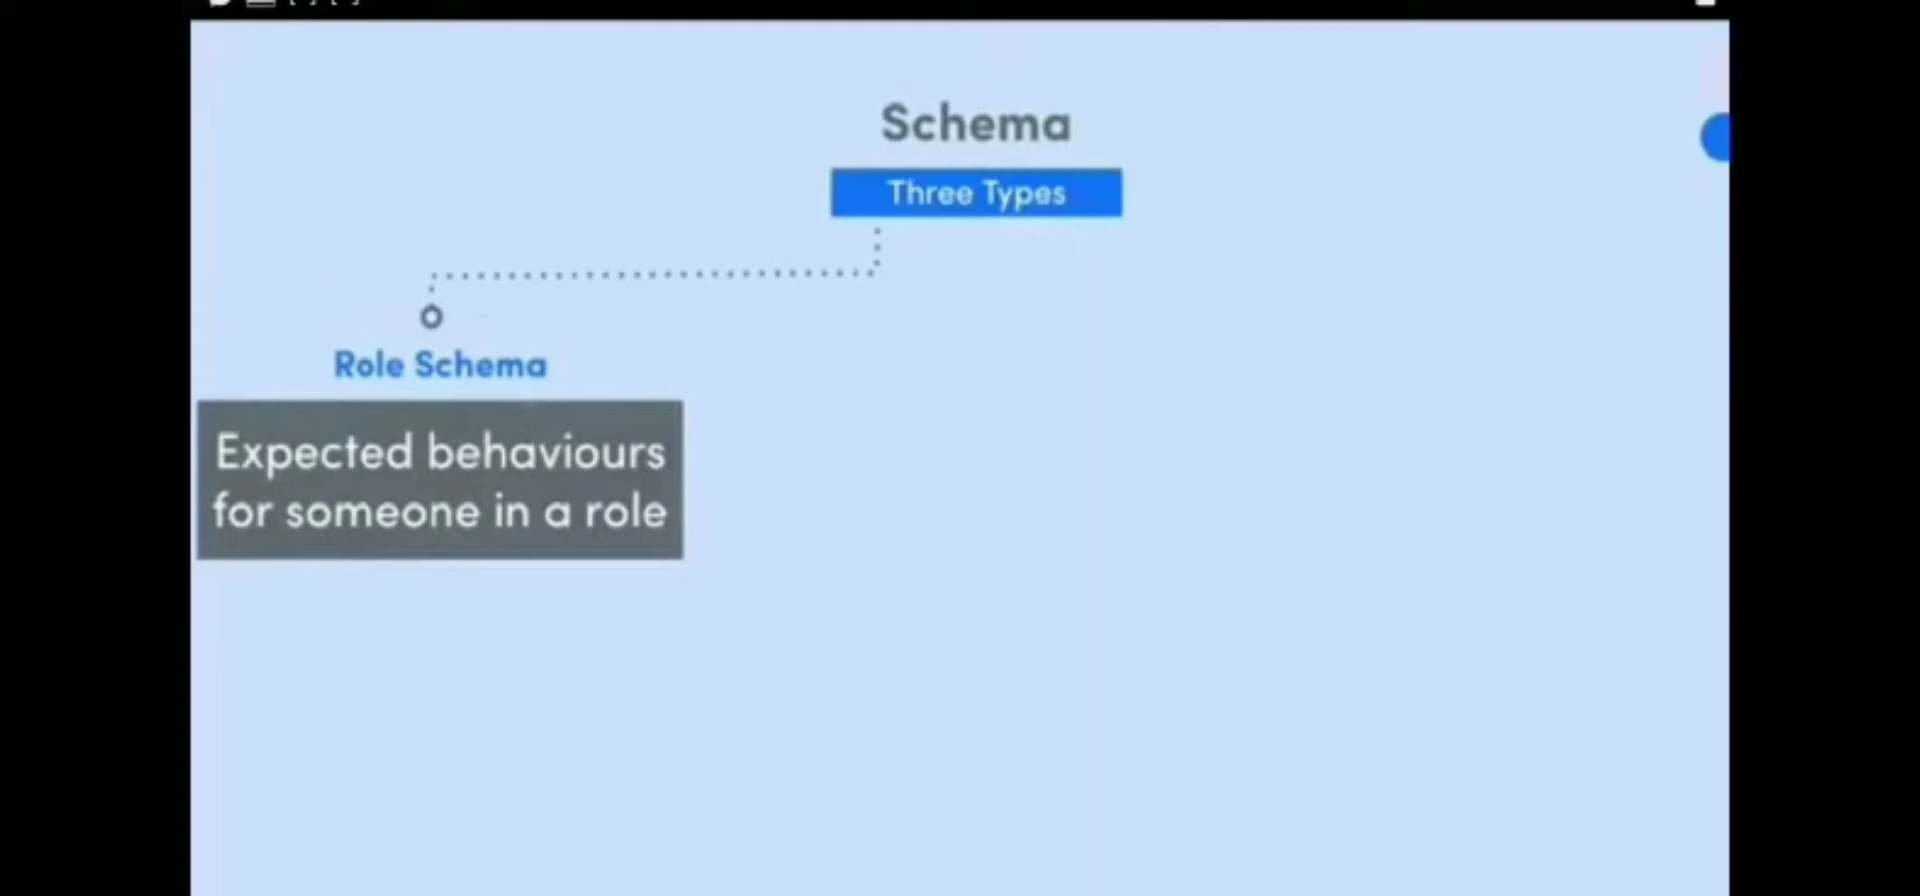 Schema
Three Types
Role Schema
Expected behaviours
for someone in a role